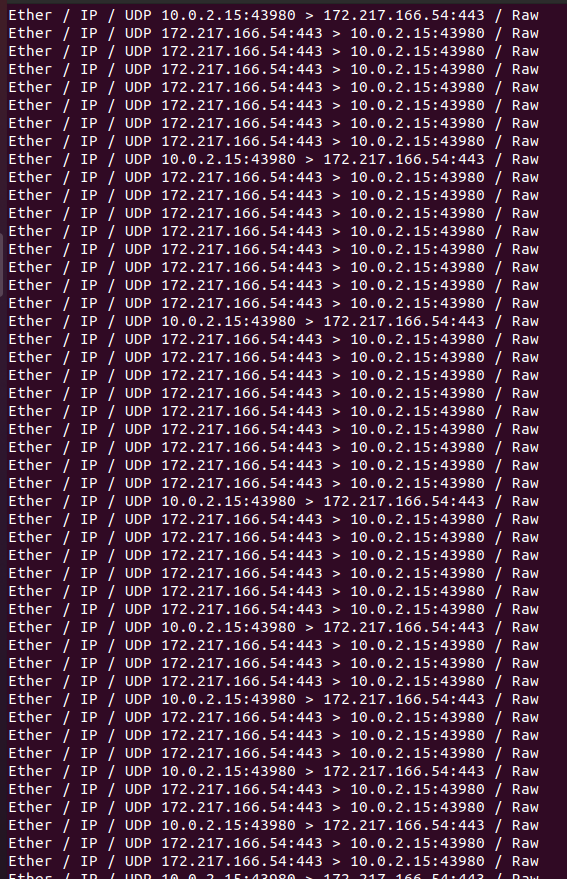 Ether / IP / UDP 10.0.2.15:43980 > 172.217.166.54:443 / Raw
Ether / IP / UDP 172.217.166.54:443 > 10.0.2.15:43980 / Raw
Ether / IP / UDP 172.217.166.54:443 > 10.0.2.15:43980 / Raw
Ether / IP / UDP 172.217.166.54:443 > 10.0.2.15:43980 / Raw
Ether / IP / UDP 172.217.166.54:443 > 10.0.2.15:43980 / Raw
Ether / IP / UDP 172.217.166.54:443 > 10.0.2.15:43980 / Raw
Ether / IP / UDP 172.217.166.54:443 > 10.0.2.15:43980 / Raw
Ether / IP / UDP 172.217.166.54:443 > 10.0.2.15:43980 / Raw
Ether / IP / UDP 10.0.2.15:43980 > 172.217.166.54:443 / Raw
Ether / IP / UDP 172.217.166.54:443 > 10.0.2.15:43980 / Raw
Ether / IP / UDP 172.217.166.54:443 > 10.0.2.15:43980 / Raw
Ether / IP / UDP 172.217.166.54:443 > 10.0.2.15:43980 / Raw
Ether / IP / UDP 172.217.166.54:443 > 10.0.2.15:43980 / Raw
Ether / IP / UDP 172.217.166.54:443 > 10.0.2.15:43980 / Raw
Ether / IP / UDP 172.217.166.54:443 > 10.0.2.15:43980 / Raw
Ether / IP / UDP 172.217.166.54:443 > 10.0.2.15:43980 / Raw
Ether / IP / UDP 172.217.166.54:443 > 10.0.2.15:43980 / Raw
Ether / IP / UDP 10.0.2.15:43980 > 172.217.166.54:443 / Raw
Ether / IP / UDP 172.217.166.54:443 > 10.0.2.15:43980 / Raw
Ether / IP / UDP 172.217.166.54:443 > 10.0.2.15:43980 / Raw
Ether / IP / UDP 172.217.166.54:443 > 10.0.2.15:43980 / Raw
Ether / IP / UDP 172.217.166.54:443 > 10.0.2.15:43980 / Raw
Ether / IP / UDP 172.217.166.54:443 > 10.0.2.15:43980 / Raw
Ether / IP / UDP 172.217.166.54:443 > 10.0.2.15:43980 / Raw
Ether / IP / UDP 172.217.166.54:443 > 10.0.2.15:43980 / Raw
Ether / IP / UDP 172.217.166.54:443 > 10.0.2.15:43980 / Raw
Ether / IP / UDP 172.217.166.54:443 > 10.0.2.15:43980 / Raw
Ether / IP / UDP 10.0.2.15:43980 > 172.217.166.54:443 / Raw
Ether / IP / UDP 172.217.166.54:443 > 10.0.2.15:43980 / Raw
Ether / IP / UDP 172.217.166.54:443 > 10.0.2.15:43980 / Raw
Ether / IP / UDP 172.217.166.54:443 > 10.0.2.15:43980 / Raw
Ether / IP / UDP 172.217.166.54:443 > 10.0.2.15:43980 / Raw
Ether / IP / UDP 172.217.166.54:443 > 10.0.2.15:43980 / Raw
Ether / IP / UDP 172.217.166.54:443 > 10.0.2.15:43980 / Raw
Ether / IP / UDP 10.0.2.15:43980 > 172.217.166.54:443 / Raw
Ether / IP / UDP 172.217.166.54:443 > 10.0.2.15:43980 / Raw
Ether / IP / UDP 172.217.166.54:443 > 10.0.2.15:43980 / Raw
Ether / IP / UDP 172.217.166.54:443 > 10.0.2.15:43980 / Raw
Ether / IP / UDP 10.0.2.15:43980 > 172.217.166.54:443 / Raw
Ether / IP / UDP 172.217.166.54:443 > 10.0.2.15:43980 / Raw
Ether / IP / UDP 172.217.166.54:443 > 10.0.2.15:43980 / Raw
Ether / IP / UDP 172.217.166.54:443 > 10.0.2.15:43980 / Raw
Ether / IP / UDP 10.0.2.15:43980 > 172.217.166.54:443 / Raw
Ether / IP / UDP 172.217.166.54:443 > 10.0.2.15:43980 / Raw
Ether / IP / UDP 172.217.166.54:443 > 10.0.2.15:43980 / Raw
Ether / IP / UDP 10.0.2.15:43980 > 172.217.166.54:443 / Raw
Ether / IP / UDP 172.217.166.54:443 > 10.0.2.15:43980 / Raw
Ether / IP / UDP 172.217.166.54:443 > 10.0.2.15:43980 / Raw